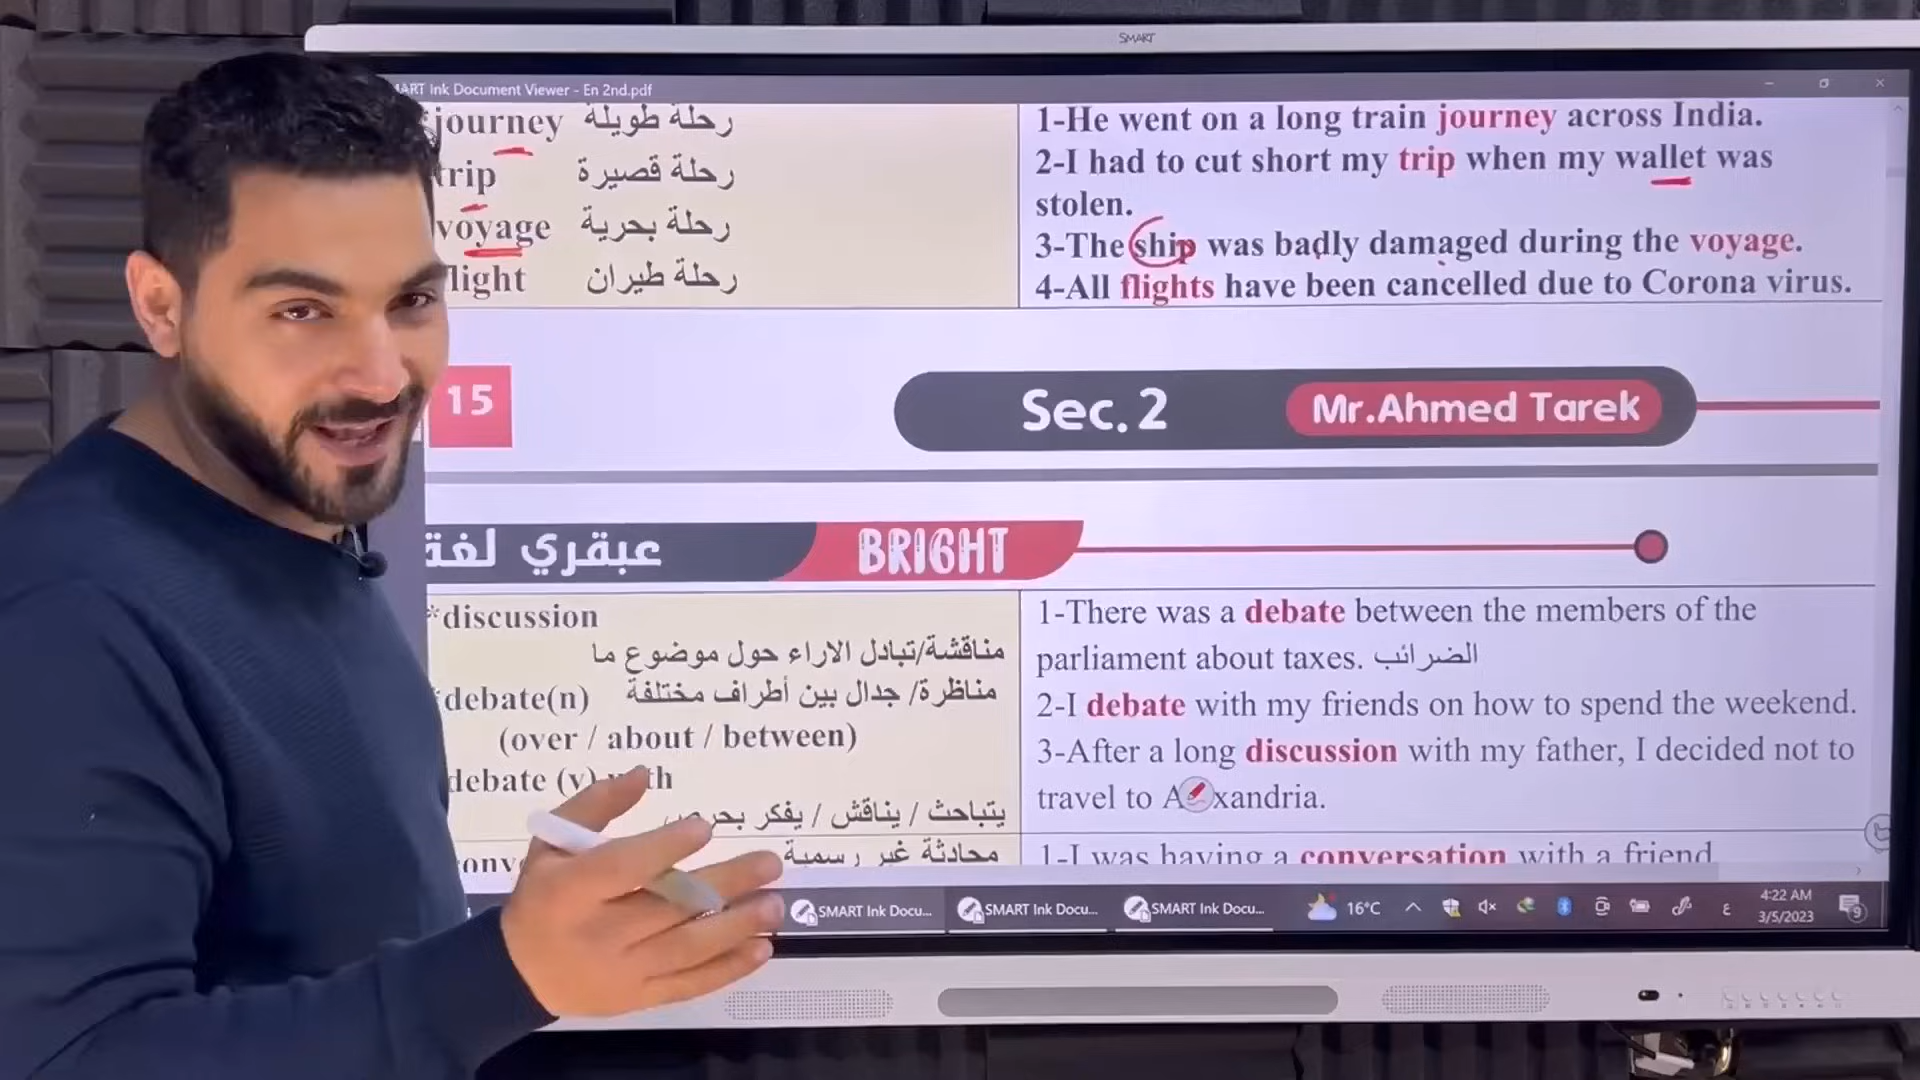 SMART
ART Ink Document Viewer - En 2nd.pdf
journey رحلة طويلة
trip رحلة قصيرة
voyage رحلة بحرية
flight رحلة طيران
1-He went on a long train journey across India.
2-I had to cut short my trip when my wallet was
stolen.
3-The ship was badly damaged during the voyage.
4-All flights have been cancelled due to Corona virus.
15
Sec. 2
Mr.Ahmed Tarek
عبقري لغة
BRIGHT
*discussion
مناقشة/تبادل الاراء حول موضوع ما
*debate(n) مناظرة/ جدال بين أطراف مختلفة
(over / about / between)
debate (v) with
يتباحث / يناقش / يفكر بحرص
محادثة غير رسمية
1-There was a debate between the members of the
parliament about taxes. الضرائب
2-I debate with my friends on how to spend the weekend.
3-After a long discussion with my father, I decided not to
travel to A xandria.
1-I was having a conversation with a friend
SMART Ink Docu...
SMART Ink Docu...
SMART Ink Docu...
16°C
ع
4:22 AM
3/5/2023
9